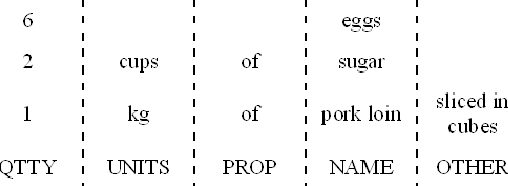 6 eggs
2 cups of sugar
1 kg of pork loin sliced in
cubes
QTTY UNITS PROP NAME OTHER